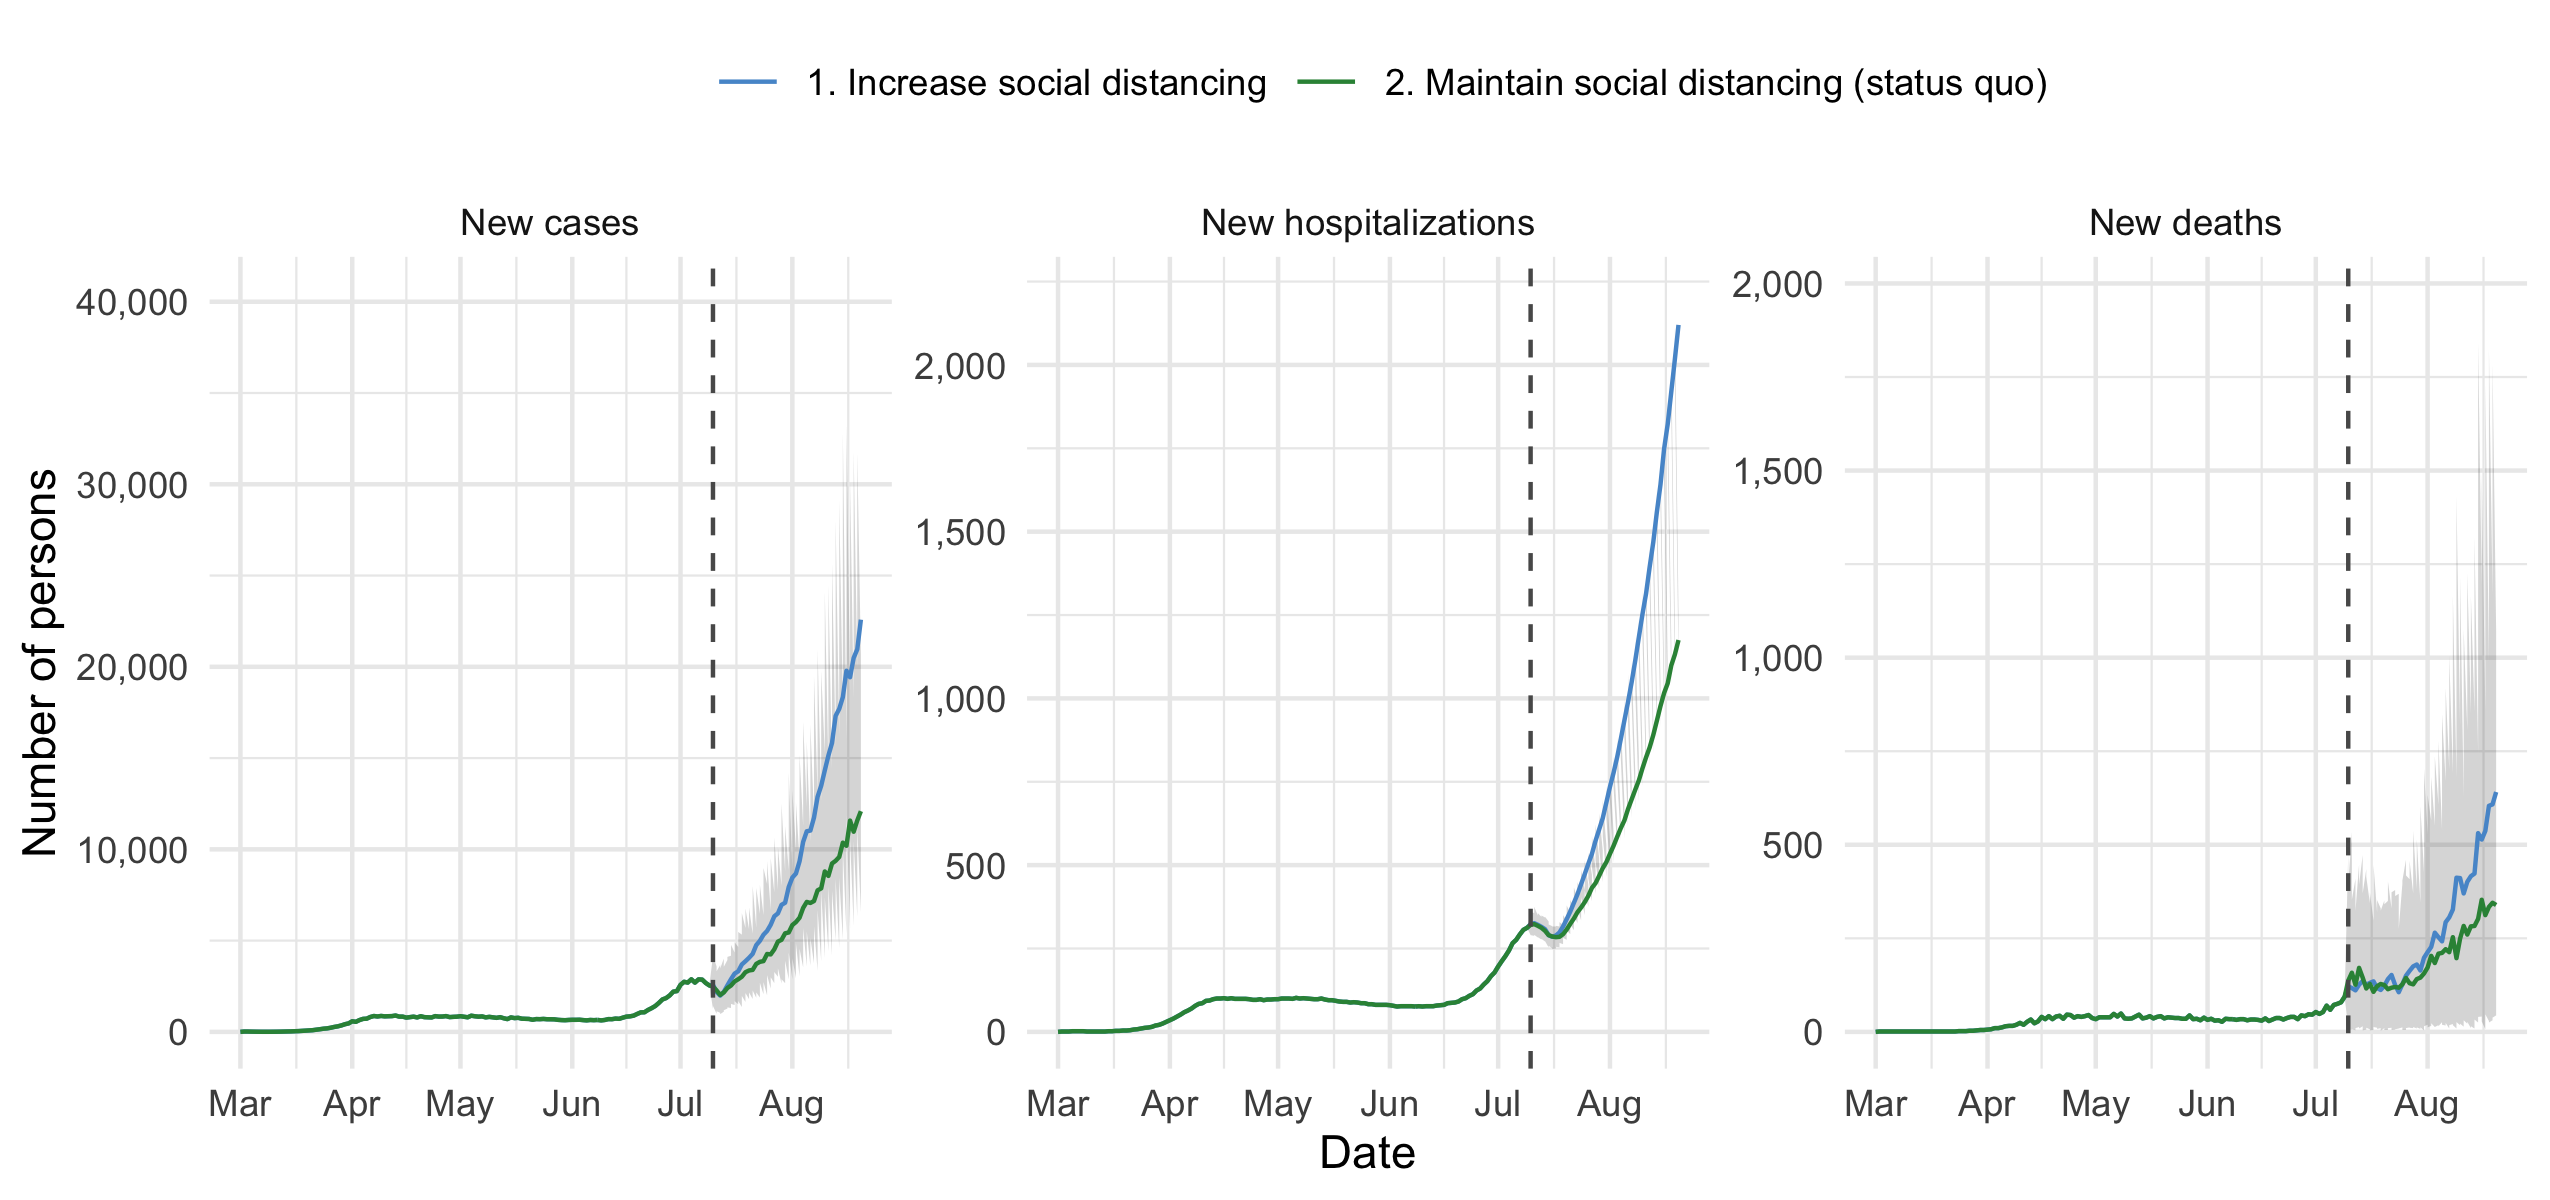 1. Increase social distancing
2. Maintain social distancing (status quo)
New cases
New hospitalizations
New deaths
Number of persons
40,000
30,000
20,000
10,000
0
2,000
1,500
1,000
500
0
2,000
1,500
1,000
500
0
Mar Apr May Jun Jul Aug
Mar Apr May Jun Jul Aug
Mar Apr May Jun Jul Aug
Date